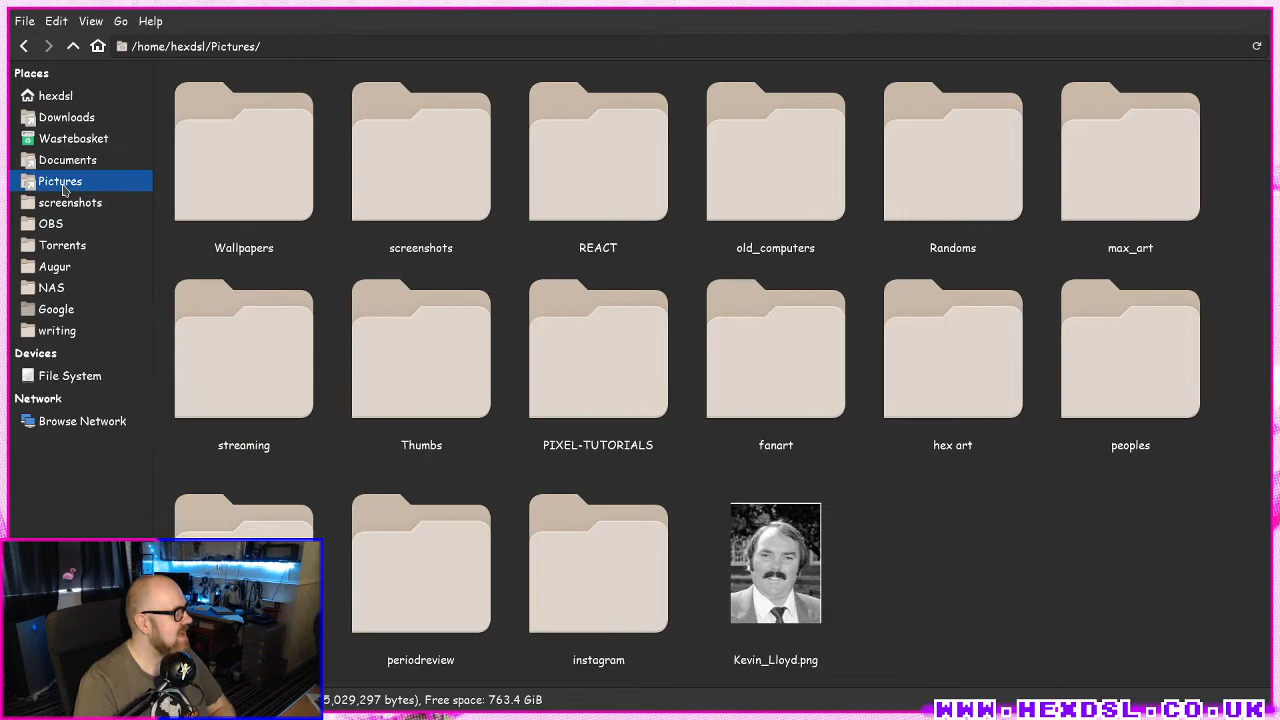 File Edit View Go Help
/home/hexdsl/Pictures/
Places
hexdsl
Downloads
Wastebasket
Documents
Pictures
screenshots
OBS
Torrents
Augur
NAS
Google
writing
Devices
File System
Network
Browse Network
Wallpapers screenshots REACT old_computers Randoms max_art
streaming Thumbs PIXEL-TUTORIALS fanart hex art peoples
periodreview instagram Kevin_Lloyd.png
5,029,297 bytes), Free space: 763.4 GiB
WWW.HEXDSL.CO.UK